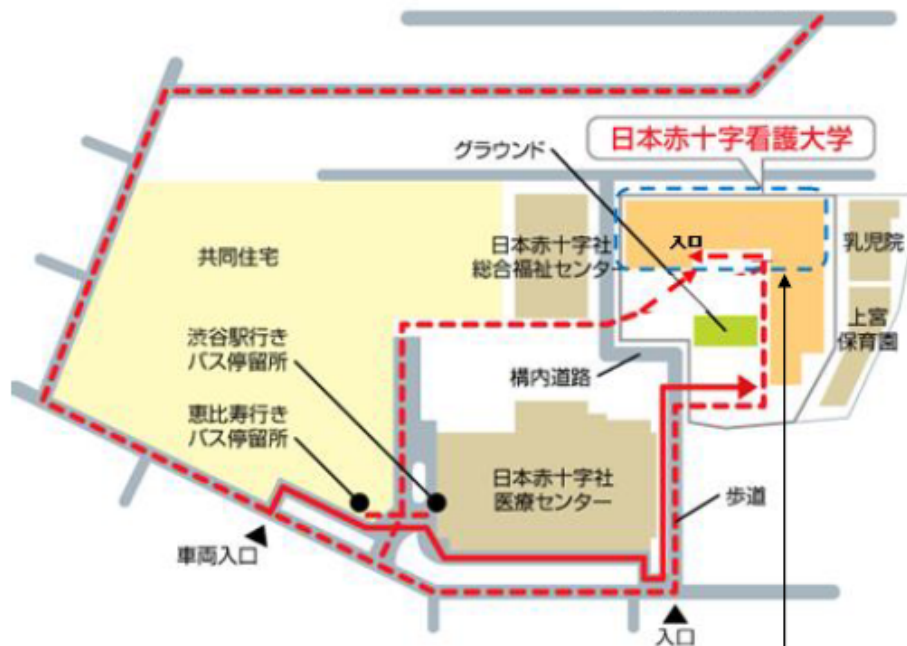 グラウンド
日本赤十字看護大学
日本赤十字社
総合福祉センター
入口
乳児院
共同住宅
上宮
保育園
渋谷駅行き
バス停留所
構内道路
恵比寿行き
バス停留所
日本赤十字社
医療センター
歩道
車両入口
入口